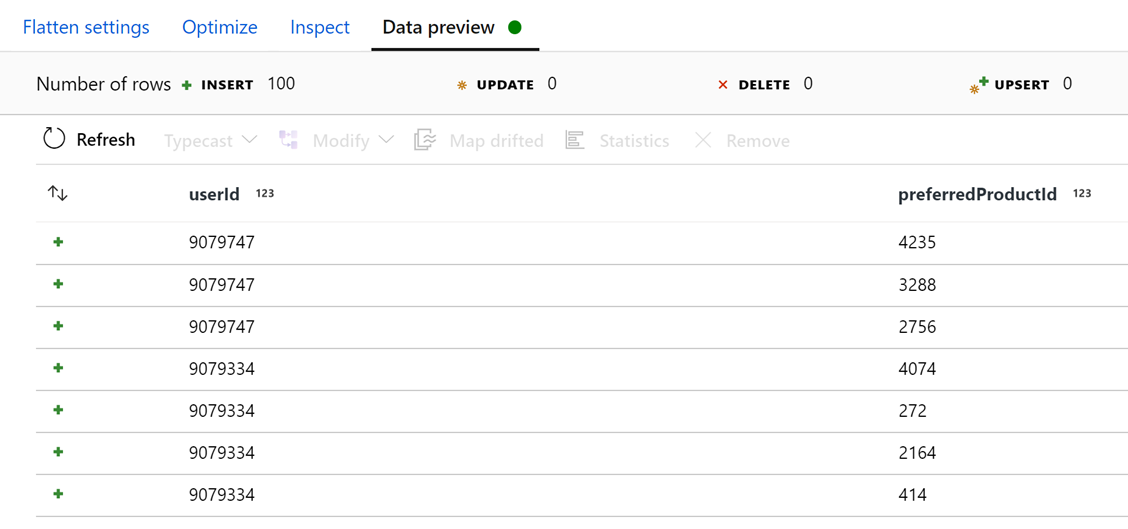 Flatten settings Optimize Inspect Data preview
Number of rows INSERT 100 UPDATE 0 DELETE 0 UPSERT 0
Refresh Typecast Modify Map drifted Statistics Remove
userId 123 preferredProductId 123
9079747 4235
9079747 3288
9079747 2756
9079334 4074
9079334 272
9079334 2164
9079334 414